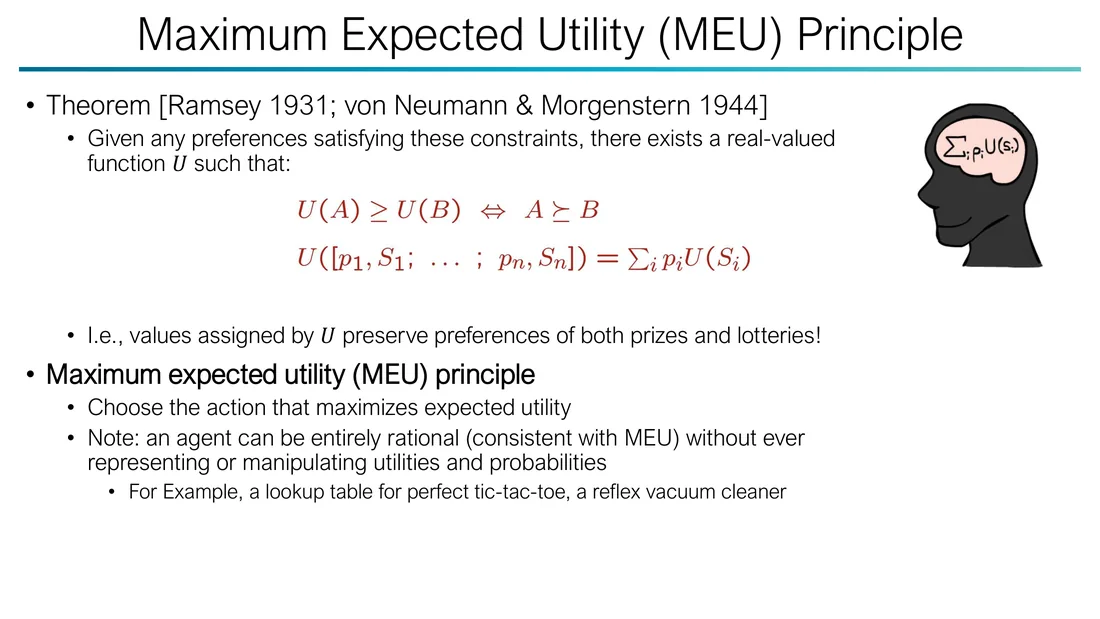 Maximum Expected Utility (MEU) Principle
• Theorem [Ramsey 1931; von Neumann & Morgenstern 1944]
• Given any preferences satisfying these constraints, there exists a real-valued
function U such that:
U(A) ≥ U(B) ⇔ A ⪰ B
U([p₁, S₁; … ; pₙ, Sₙ]) = ∑ᵢ pᵢU(Sᵢ)
∑ᵢ pᵢU(sᵢ)
• I.e., values assigned by U preserve preferences of both prizes and lotteries!
• Maximum expected utility (MEU) principle
• Choose the action that maximizes expected utility
• Note: an agent can be entirely rational (consistent with MEU) without ever
representing or manipulating utilities and probabilities
• For Example, a lookup table for perfect tic-tac-toe, a reflex vacuum cleaner